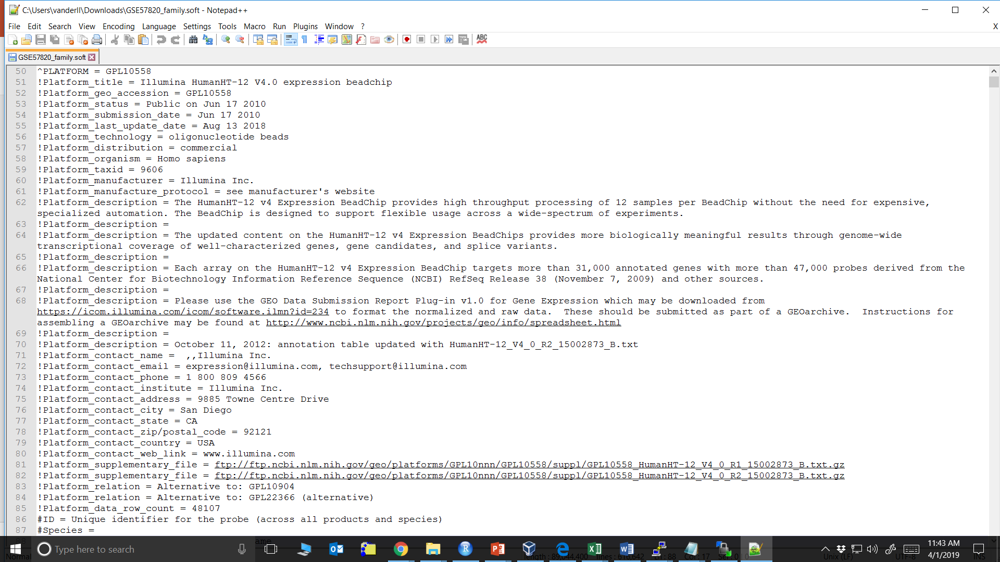 C:\Users\vanderll\Downloads\GSE57820_family.soft - Notepad++
File Edit Search View Encoding Language Settings Tools Macro Run Plugins Window ? X
ABC
GSE57820_family.soft
50 ^PLATFORM = GPL10558
51 !Platform_title = Illumina HumanHT-12 V4.0 expression beadchip
52 !Platform_geo_accession = GPL10558
53 !Platform_status = Public on Jun 17 2010
54 !Platform_submission_date = Jun 17 2010
55 !Platform_last_update_date = Aug 13 2018
56 !Platform_technology = oligonucleotide beads
57 !Platform_distribution = commercial
58 !Platform_organism = Homo sapiens
59 !Platform_taxid = 9606
60 !Platform_manufacturer = Illumina Inc.
61 !Platform_manufacture_protocol = see manufacturer's website
62 !Platform_description = The HumanHT-12 v4 Expression BeadChip provides high throughput processing of 12 samples per BeadChip without the need for expensive,
specialized automation. The BeadChip is designed to support flexible usage across a wide-spectrum of experiments.
63 !Platform_description =
64 !Platform_description = The updated content on the HumanHT-12 v4 Expression BeadChips provides more biologically meaningful results through genome-wide
transcriptional coverage of well-characterized genes, gene candidates, and splice variants.
65 !Platform_description =
66 !Platform_description = Each array on the HumanHT-12 v4 Expression BeadChip targets more than 31,000 annotated genes with more than 47,000 probes derived from the
National Center for Biotechnology Information Reference Sequence (NCBI) RefSeq Release 38 (November 7, 2009) and other sources.
67 !Platform_description =
68 !Platform_description = Please use the GEO Data Submission Report Plug-in v1.0 for Gene Expression which may be downloaded from
https://icom.illumina.com/icom/software.ilmn?id=234 to format the normalized and raw data.  These should be submitted as part of a GEOarchive.  Instructions for
assembling a GEOarchive may be found at http://www.ncbi.nlm.nih.gov/projects/geo/info/spreadsheet.html
69 !Platform_description =
70 !Platform_description = October 11, 2012: annotation table updated with HumanHT-12_V4_0_R2_15002873_B.txt
71 !Platform_contact_name =  ,,Illumina Inc.
72 !Platform_contact_email = expression@illumina.com, techsupport@illumina.com
73 !Platform_contact_phone = 1 800 809 4566
74 !Platform_contact_institute = Illumina Inc.
75 !Platform_contact_address = 9885 Towne Centre Drive
76 !Platform_contact_city = San Diego
77 !Platform_contact_state = CA
78 !Platform_contact_zip/postal_code = 92121
79 !Platform_contact_country = USA
80 !Platform_contact_web_link = www.illumina.com
81 !Platform_supplementary_file = ftp://ftp.ncbi.nlm.nih.gov/geo/platforms/GPL10nnn/GPL10558/suppl/GPL10558_HumanHT-12_V4_0_R1_15002873_B.txt.gz
82 !Platform_supplementary_file = ftp://ftp.ncbi.nlm.nih.gov/geo/platforms/GPL10nnn/GPL10558/suppl/GPL10558_HumanHT-12_V4_0_R2_15002873_B.txt.gz
83 !Platform_relation = Alternative to: GPL10904
84 !Platform_relation = Alternative to: GPL22366 (alternative)
85 !Platform_data_row_count = 48107
86 #ID = Unique identifier for the probe (across all products and species)
87 #Species =
88
Type here to search
11:43 AM
4/1/2019
Normal length : 89,044,400 lines : 616,642 Ln : 88 Col : 17 Sel : 0 | 0 Unix (LF) UTF-8 INS